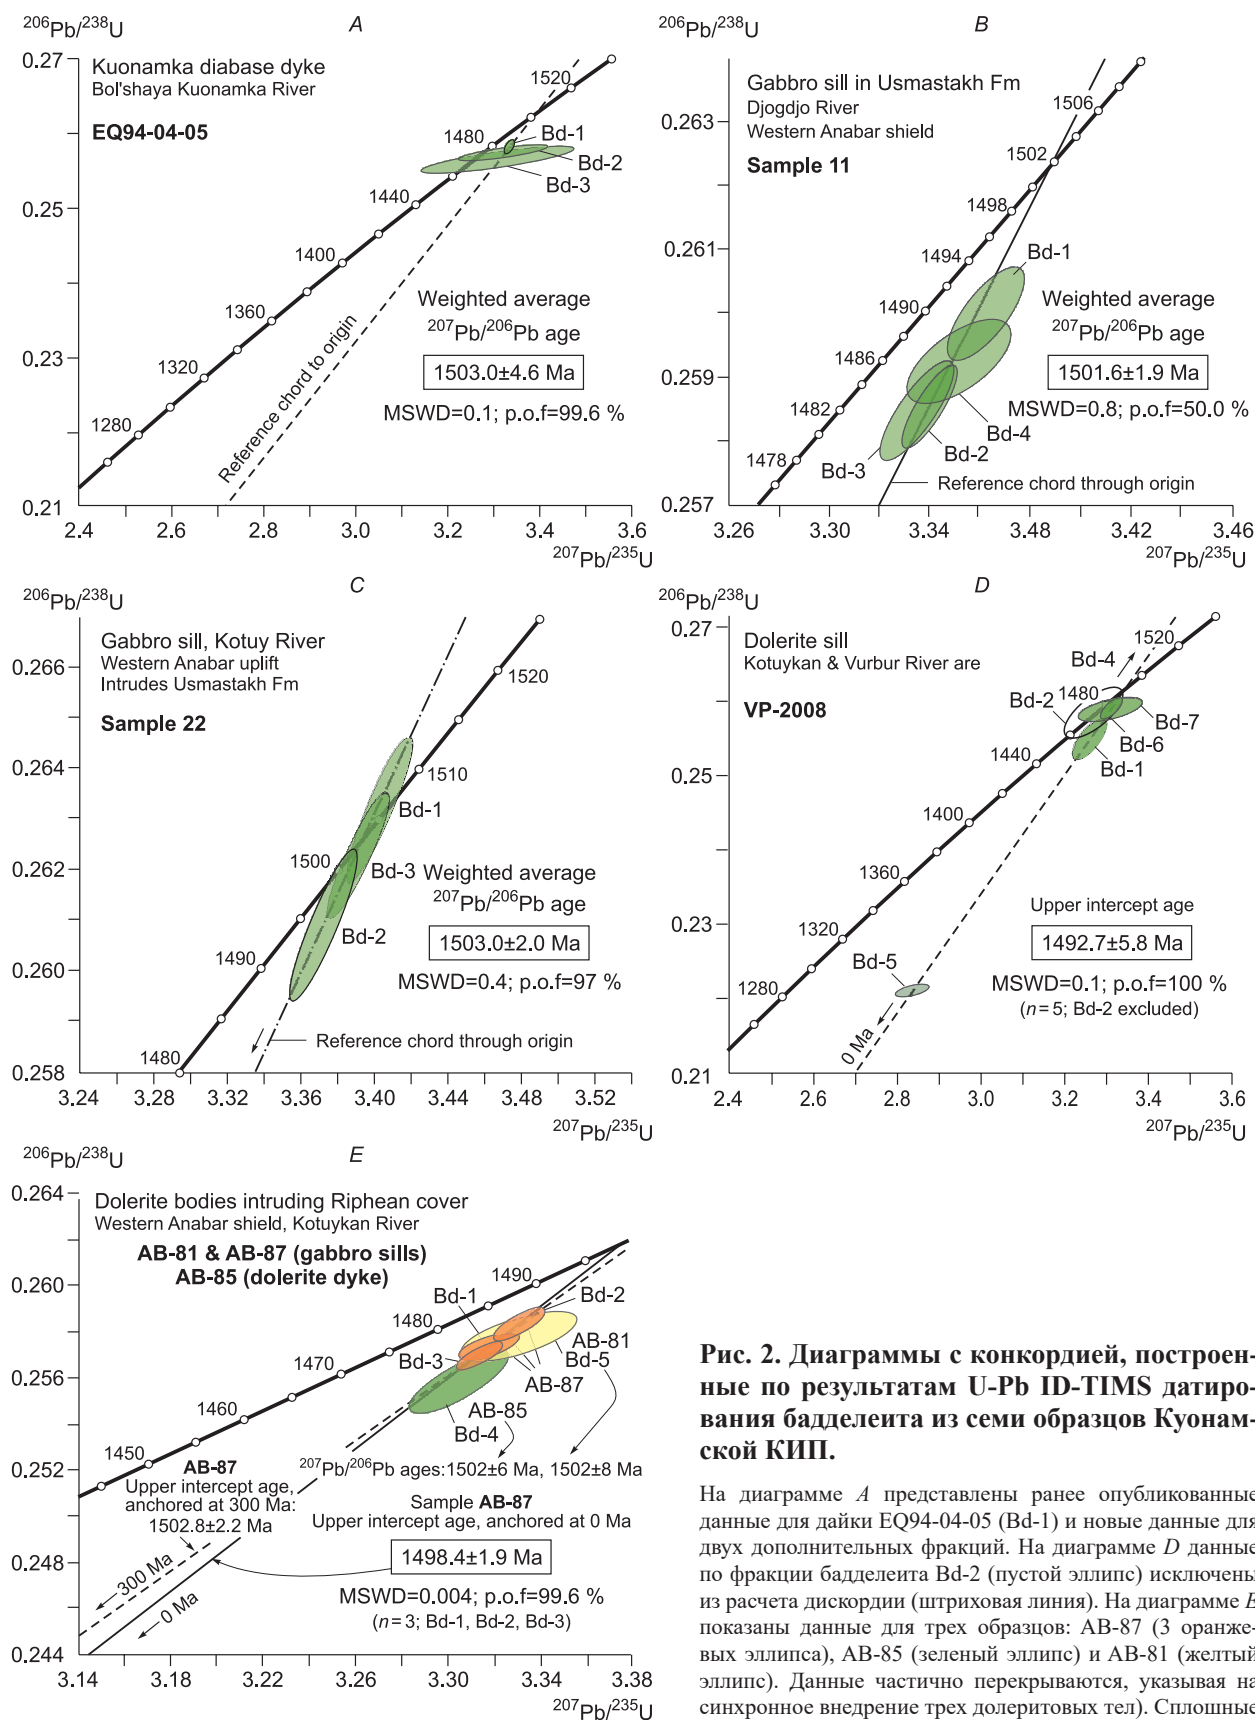 A
²⁰⁶Pb/²³⁸U
0.27
Kuonamka diabase dyke
Bol'shaya Kuonamka River
EQ94-04-05
1520
1480
Bd-1
Bd-2
Bd-3
0.25
1440
1400
1360
1320
1280
Reference chord to origin
0.23
Weighted average
²⁰⁷Pb/²⁰⁶Pb age
1503.0±4.6 Ma
MSWD=0.1; p.o.f=99.6 %
0.21
2.4 2.6 2.8 3.0 3.2 3.4 3.6
²⁰⁷Pb/²³⁵U
B
²⁰⁶Pb/²³⁸U
Gabbro sill in Usmastakh Fm
Djogdjo River
Western Anabar shield
Sample 11
0.263
1506
1502
1498
1494
1490
1486
1482
1478
0.261
Bd-1
Weighted average
²⁰⁷Pb/²⁰⁶Pb age
1501.6±1.9 Ma
MSWD=0.8; p.o.f=50.0 %
0.259
Bd-4
Bd-2
Bd-3
Reference chord through origin
0.257
3.26 3.30 3.34 3.48 3.42 3.46
²⁰⁷Pb/²³⁵U
C
²⁰⁶Pb/²³⁸U
Gabbro sill, Kotuy River
Western Anabar uplift
Intrudes Usmastakh Fm
Sample 22
0.266
1520
0.264
1510
Bd-1
1500
Bd-3
0.262
Bd-2
Weighted average
²⁰⁷Pb/²⁰⁶Pb age
1503.0±2.0 Ma
MSWD=0.4; p.o.f=97 %
1490
0.260
Reference chord through origin
1480
0.258
3.24 3.28 3.32 3.36 3.40 3.44 3.48 3.52
²⁰⁷Pb/²³⁵U
D
²⁰⁶Pb/²³⁸U
0.27
Dolerite sill
Kotuykan & Vurbur River are
VP-2008
1520
Bd-4
1480
Bd-2
Bd-7
Bd-6
Bd-1
1440
0.25
1400
1360
1320
1280
0.23
Upper intercept age
1492.7±5.8 Ma
MSWD=0.1; p.o.f=100 %
(n=5; Bd-2 excluded)
Bd-5
0 Ma
0.21
2.4 2.6 2.8 3.0 3.2 3.4 3.6
²⁰⁷Pb/²³⁵U
E
²⁰⁶Pb/²³⁸U
0.264
Dolerite bodies intruding Riphean cover
Western Anabar shield, Kotuykan River
AB-81 & AB-87 (gabbro sills)
AB-85 (dolerite dyke)
0.260
1490
Bd-1
Bd-2
1480
AB-81
Bd-3
Bd-5
1470
AB-87
0.256
AB-85
1460
Bd-4
1450
²⁰⁷Pb/²⁰⁶Pb ages:1502±6 Ma, 1502±8 Ma
0.252
AB-87
Upper intercept age,
anchored at 300 Ma:
1502.8±2.2 Ma
Sample AB-87
Upper intercept age, anchored at 0 Ma
1498.4±1.9 Ma
MSWD=0.004; p.o.f=99.6 %
(n=3; Bd-1, Bd-2, Bd-3)
0.248
300 Ma
0 Ma
0.244
3.14 3.18 3.22 3.26 3.30 3.34 3.38
²⁰⁷Pb/²³⁵U
Рис. 2. Диаграммы с конкордией, построен-
ные по результатам U-Pb ID-TIMS датиро-
вания бадделеита из семи образцов Куонам-
ской КИП.
На диаграмме A представлены ранее опубликованные
данные для дайки EQ94-04-05 (Bd-1) и новые данные для
двух дополнительных фракций. На диаграмме D данные
по фракции бадделеита Bd-2 (пустой эллипс) исключены
из расчета дискордии (штриховая линия). На диаграмме E
показаны данные для трех образцов: AB-87 (3 оранже-
вых эллипса), AB-85 (зеленый эллипс) и AB-81 (желтый
эллипс). Данные частично перекрываются, указывая на
синхронное внедрение трех долеритовых тел). Сплошные